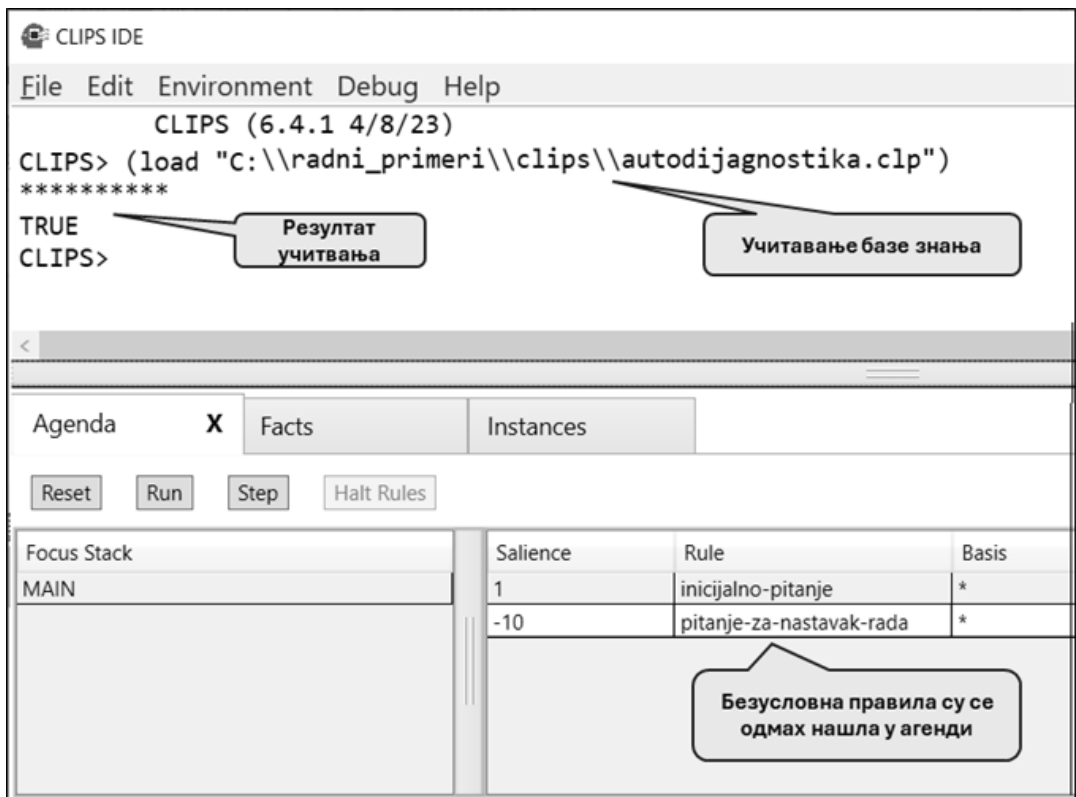 CLIPS IDE
File Edit Environment Debug Help
CLIPS (6.4.1 4/8/23)
CLIPS> (load "C:\\radni_primeri\\clips\\autodijagnostika.clp")
**********
TRUE
CLIPS>
Резултат
учитвања
Учитавање базе знања
Agenda X Facts Instances
Reset Run Step Halt Rules
Focus Stack Salience Rule Basis
MAIN 1 inicijalno-pitanje *
-10 pitanje-za-nastavak-rada *
Безусловна правила су се
одмах нашла у агенди